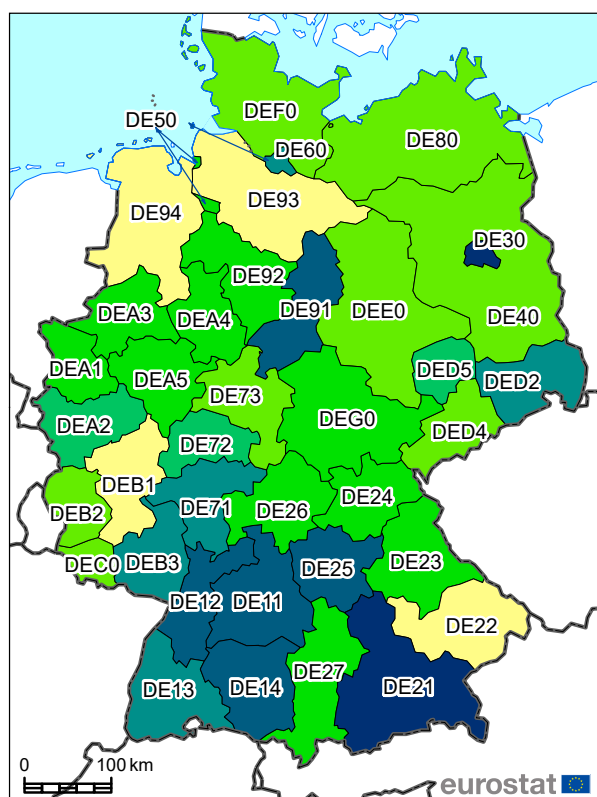 DEF0
DE50
DE60
DE80
DE93
DE94
DE30
DE92
DE91
DEE0
DE40
DEA3
DEA4
DEA1
DEA5
DE73
DED5
DED2
DEA2
DEG0
DED4
DE72
DEB1
DE71
DE26
DE24
DEB2
DEC0
DEB3
DE25
DE23
DE12
DE11
DE22
DE27
DE13
DE14
DE21
0 100 km
eurostat